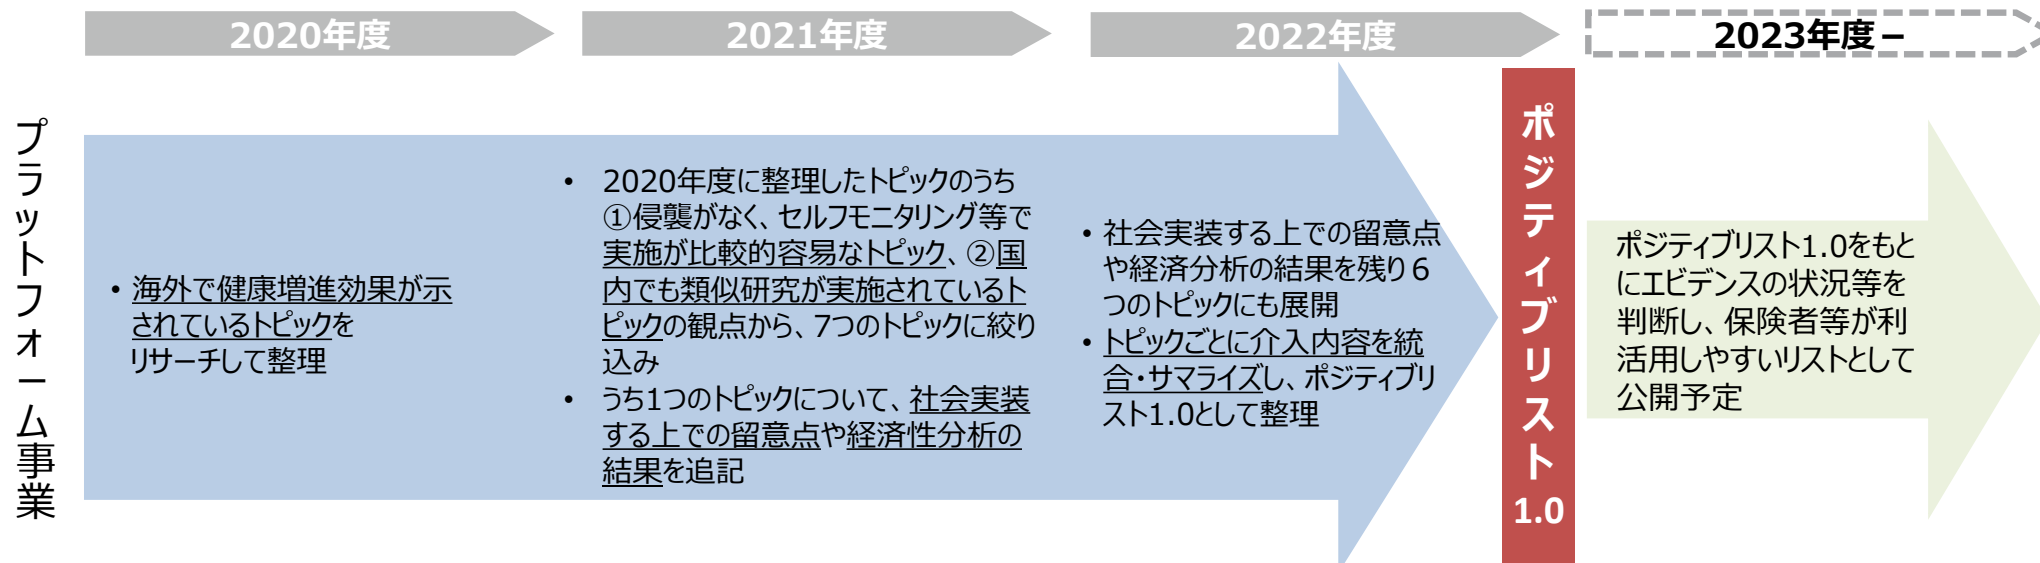 2020年度
2021年度
2022年度
2023年度－
プラットフォーム事業
• 海外で健康増進効果が示
されているトピックを
リサーチして整理
• 2020年度に整理したトピックのうち
①侵襲がなく、セルフモニタリング等で
実施が比較的容易なトピック、②国
内でも類似研究が実施されているト
ピックの観点から、7つのトピックに絞り
込み
• うち1つのトピックについて、社会実装
する上での留意点や経済性分析の
結果を追記
• 社会実装する上での留意点
や経済分析の結果を残り６
つのトピックにも展開
• トピックごとに介入内容を統
合・サマライズし、ポジティブリ
スト1.0として整理
ポジティブリスト1.0
ポジティブリスト1.0をもと
にエビデンスの状況等を
判断し、保険者等が利
活用しやすいリストとして
公開予定